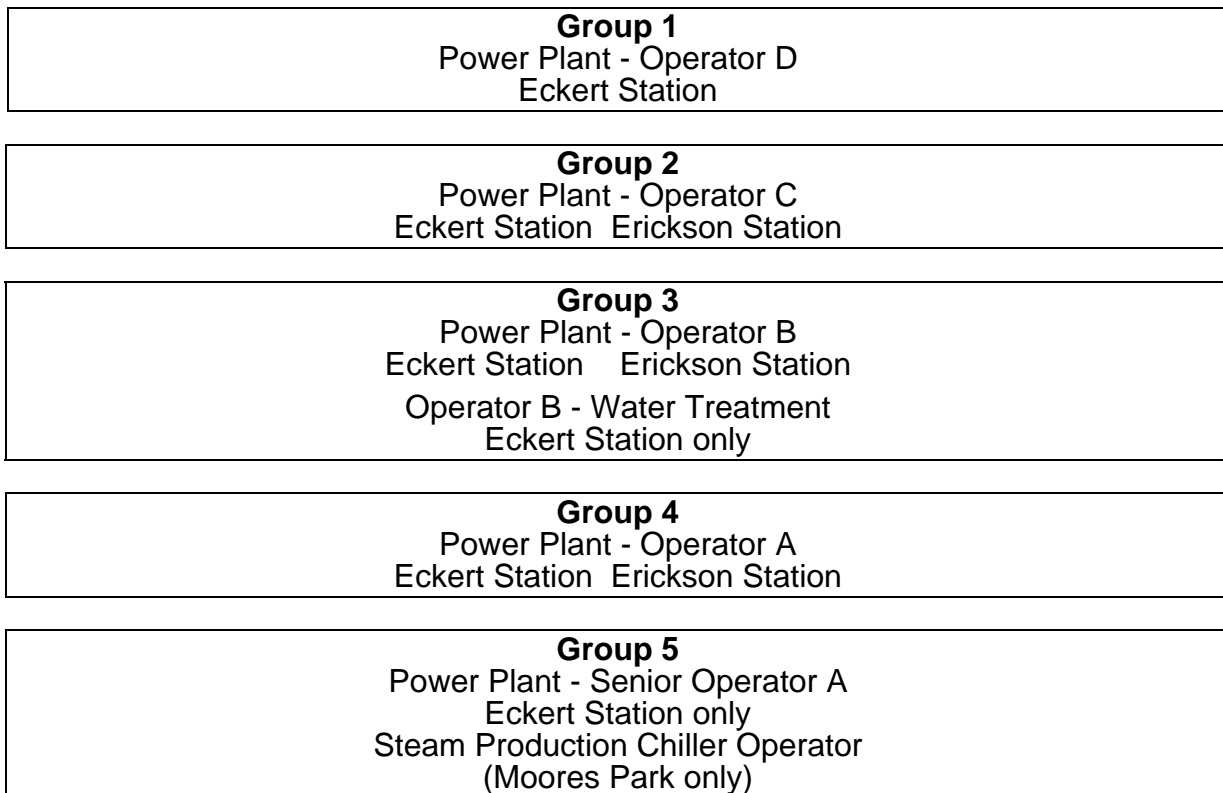 Group 1
Power Plant - Operator D
Eckert Station
Group 2
Power Plant - Operator C
Eckert Station Erickson Station
Group 3
Power Plant - Operator B
Eckert Station Erickson Station
Operator B - Water Treatment
Eckert Station only
Group 4
Power Plant - Operator A
Eckert Station Erickson Station
Group 5
Power Plant - Senior Operator A
Eckert Station only
Steam Production Chiller Operator
(Moores Park only)